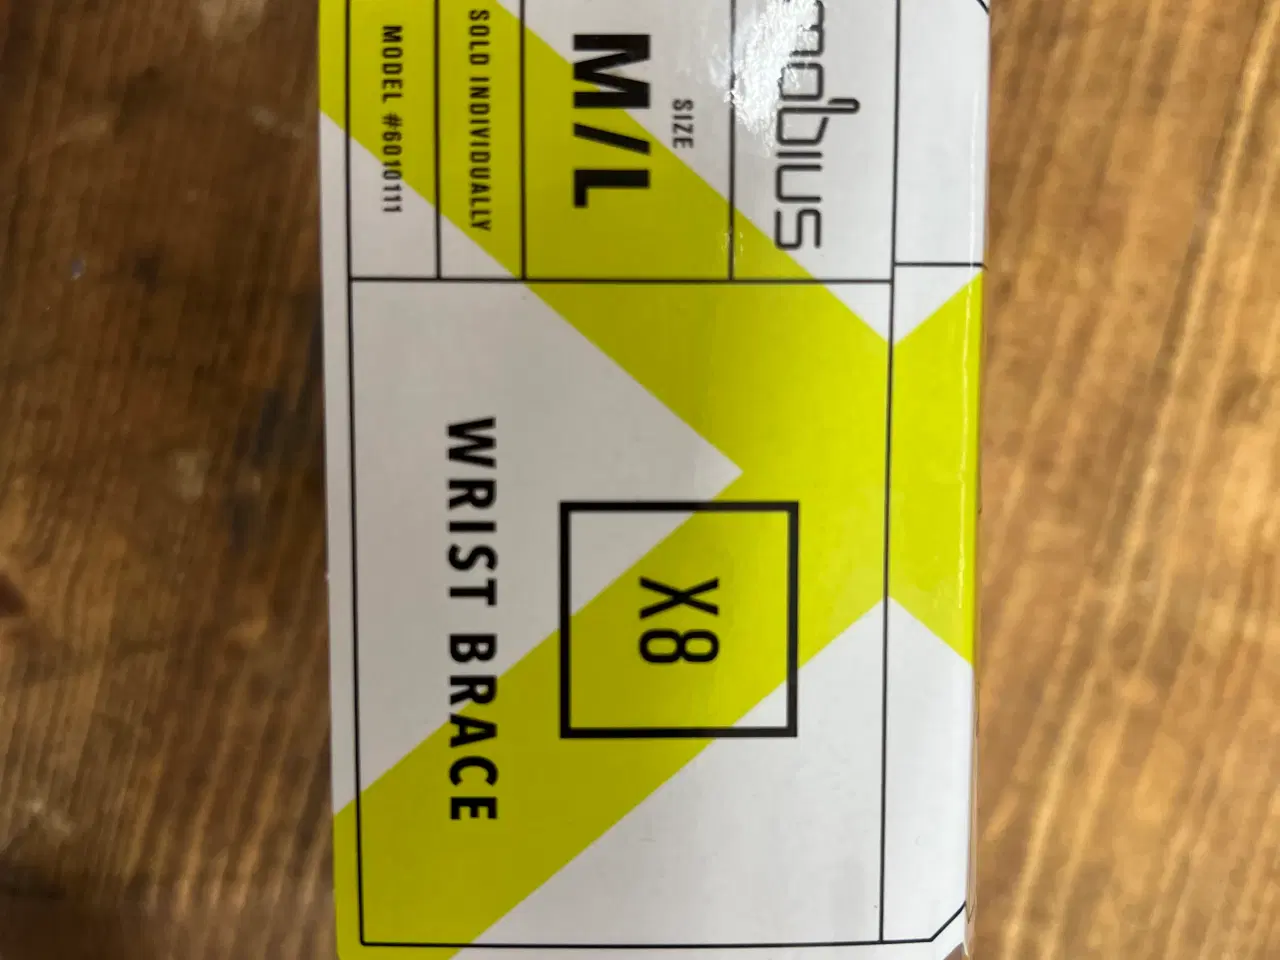 mobius
SIZE
M/L
SOLD INDIVIDUALLY
MODEL #6010111
X8
WRIST BRACE